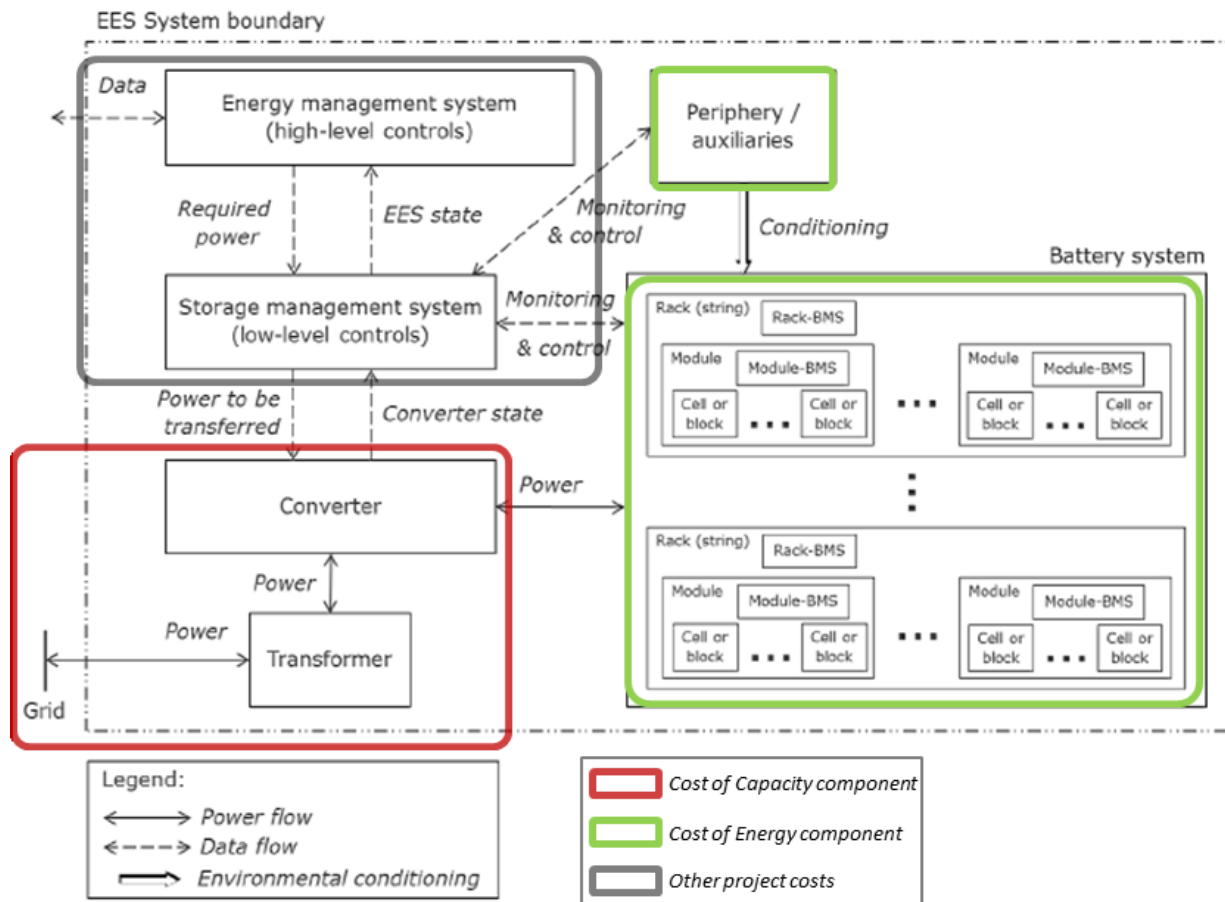 EES System boundary
Data
Energy management system
(high-level controls)
Periphery /
auxiliaries
Required
power
EES state
Monitoring
& control
Conditioning
Battery system
Storage management system
(low-level controls)
Monitoring
& control
Rack (string)
Rack-BMS
Module
Module-BMS
Cell or
block
Cell or
block
Module
Module-BMS
Cell or
block
Cell or
block
Power to be
transferred
Converter state
Converter
Power
Rack (string)
Rack-BMS
Module
Module-BMS
Cell or
block
Cell or
block
Module
Module-BMS
Cell or
block
Cell or
block
Power
Power
Transformer
Grid
Legend:
Power flow
Data flow
Environmental conditioning
Cost of Capacity component
Cost of Energy component
Other project costs